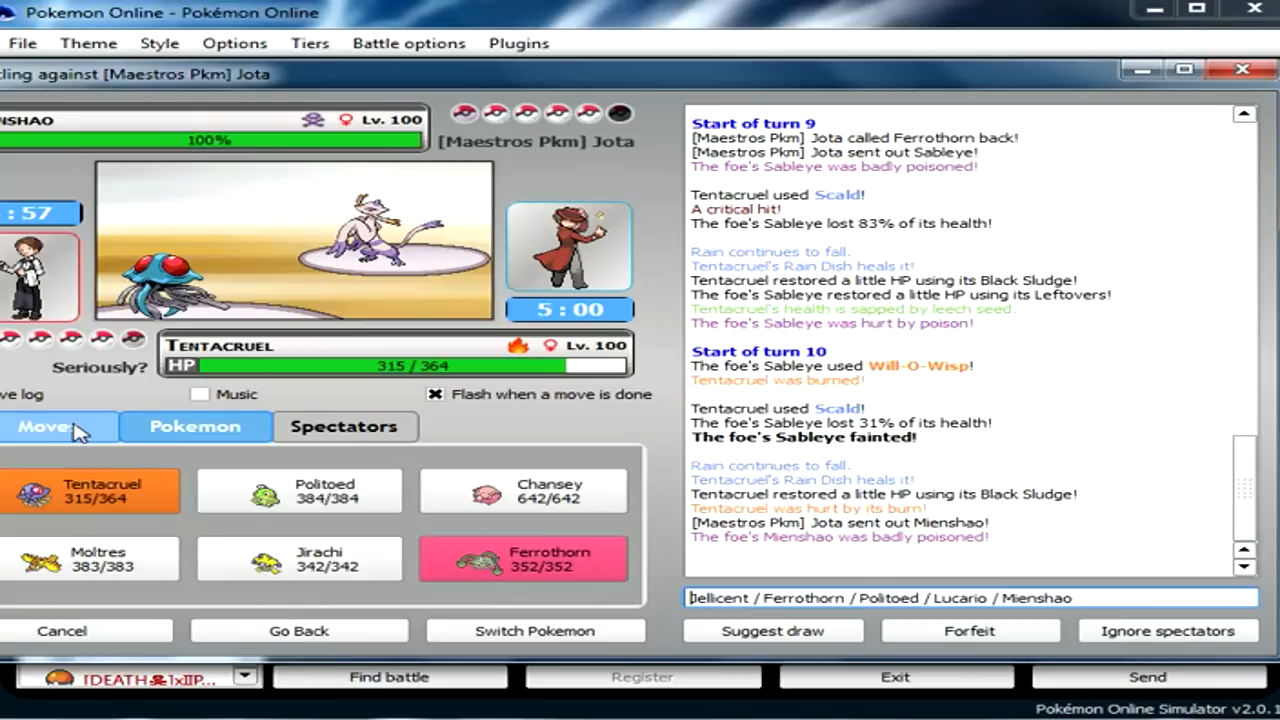 Pokemon Online - Pokémon Online
File Theme Style Options Tiers Battle options Plugins
ling against [Maestros Pkm] Jota
NSHAO Lv. 100
100%
[Maestros Pkm] Jota
: 57
5 : 00
TENTACRUEL Lv. 100
HP 315 / 364
Seriously?
ve log Music Flash when a move is done
Move Pokemon Spectators
Tentacruel
315/364
Politoed
384/384
Chansey
642/642
Moltres
383/383
Jirachi
342/342
Ferrothorn
352/352
Cancel Go Back Switch Pokemon
Start of turn 9
[Maestros Pkm] Jota called Ferrothorn back!
[Maestros Pkm] Jota sent out Sableye!
The foe's Sableye was badly poisoned!
Tentacruel used Scald!
A critical hit!
The foe's Sableye lost 83% of its health!
Rain continues to fall.
Tentacruel's Rain Dish heals it!
Tentacruel restored a little HP using its Black Sludge!
The foe's Sableye restored a little HP using its Leftovers!
Tentacruel's health is sapped by leech seed.
The foe's Sableye was hurt by poison!
Start of turn 10
The foe's Sableye used Will-O-Wisp!
Tentacruel was burned!
Tentacruel used Scald!
The foe's Sableye lost 31% of its health!
The foe's Sableye fainted!
Rain continues to fall.
Tentacruel's Rain Dish heals it!
Tentacruel restored a little HP using its Black Sludge!
Tentacruel was hurt by its burn!
[Maestros Pkm] Jota sent out Mienshao!
The foe's Mienshao was badly poisoned!
Jellicent / Ferrothorn / Politoed / Lucario / Mienshao
Suggest draw Forfeit Ignore spectators
Find battle Register Exit Send
Pokémon Online Simulator v2.0.1